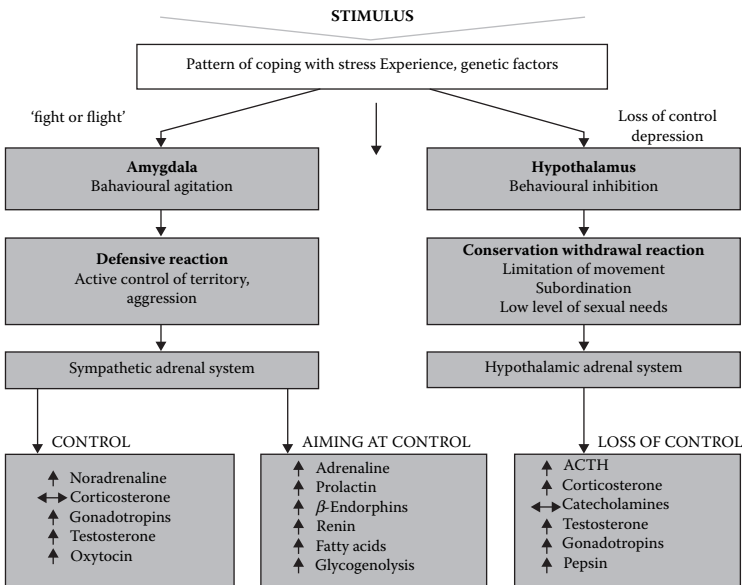 STIMULUS
Pattern of coping with stress Experience, genetic factors
‘fight or flight’
Loss of control
depression
Amygdala
Bahavioural agitation
Hypothalamus
Behavioural inhibition
Defensive reaction
Active control of territory,
aggression
Conservation withdrawal reaction
Limitation of movement
Subordination
Low level of sexual needs
Sympathetic adrenal system
Hypothalamic adrenal system
CONTROL
Noradrenaline
Corticosterone
Gonadotropins
Testosterone
Oxytocin
AIMING AT CONTROL
Adrenaline
Prolactin
β-Endorphins
Renin
Fatty acids
Glycogenolysis
LOSS OF CONTROL
ACTH
Corticosterone
Catecholamines
Testosterone
Gonadotropins
Pepsin